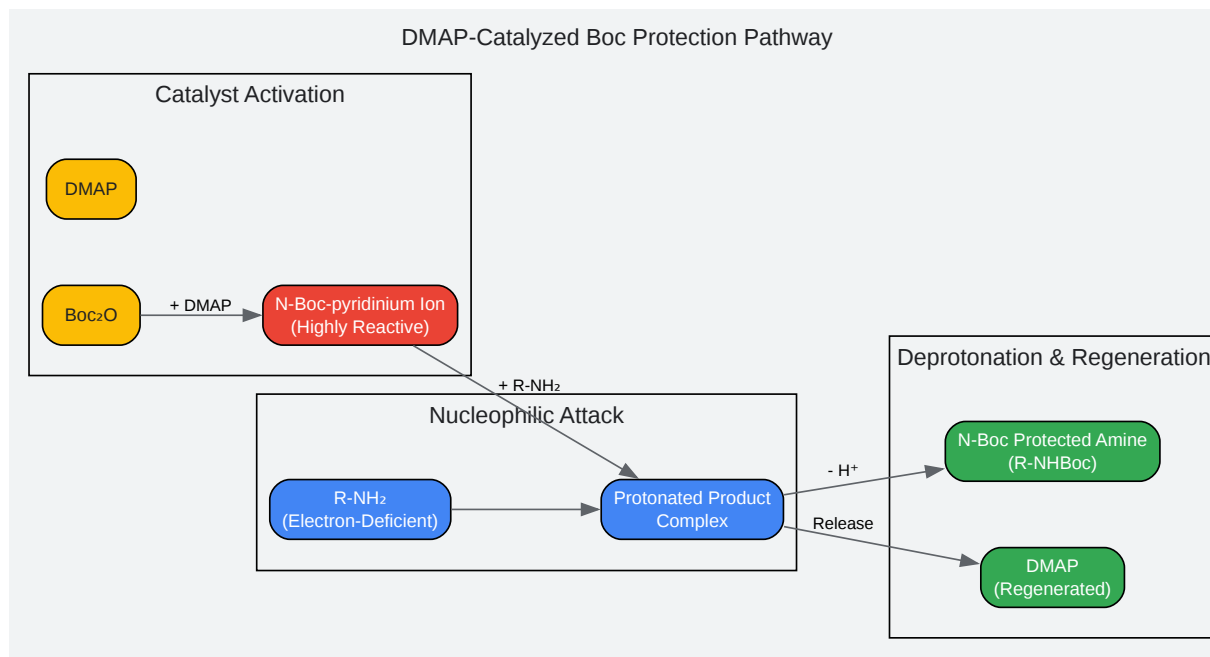 DMAP-Catalyzed Boc Protection Pathway
Catalyst Activation
DMAP
Boc₂O
+ DMAP
N-Boc-pyridinium Ion
(Highly Reactive)
+ R-NH₂
Nucleophilic Attack
R-NH₂
(Electron-Deficient)
Protonated Product
Complex
- H⁺
Release
Deprotonation & Regeneration
N-Boc Protected Amine
(R-NHBoc)
DMAP
(Regenerated)